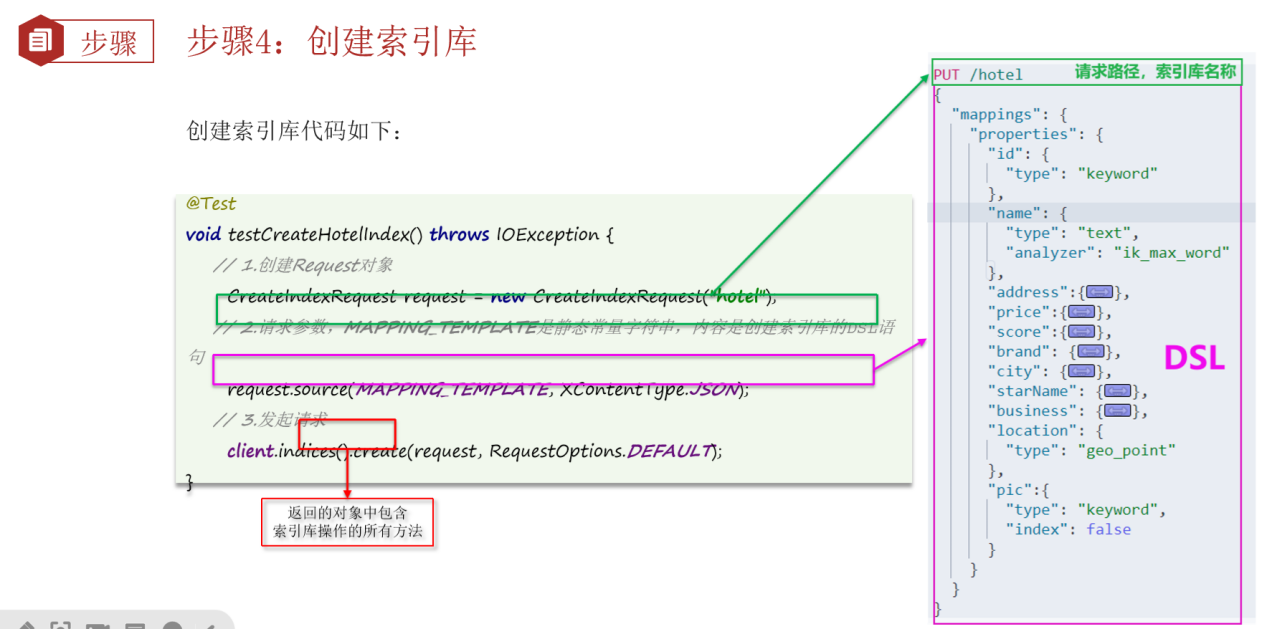 步骤
步骤4：创建索引库
创建索引库代码如下：
@Test
void testCreateHotelIndex() throws IOException {
// 1.创建Request对象
CreateIndexRequest request = new CreateIndexRequest("hotel");
// 2.请求参数，MAPPING_TEMPLATE是静态常量字符串，内容是创建索引库的DSL语
句
request.source(MAPPING_TEMPLATE, XContentType.JSON);
// 3.发起请求
client.indices().create(request, RequestOptions.DEFAULT);
}
返回的对象中包含
索引库操作的所有方法
PUT /hotel 请求路径，索引库名称
{
"mappings": {
"properties": {
"id": {
"type": "keyword"
},
"name": {
"type": "text",
"analyzer": "ik_max_word"
},
"address":{},
"price":{},
"score":{},
"brand": {},
"city": {},
"starName": {},
"business": {},
"location": {
"type": "geo_point"
},
"pic":{
"type": "keyword",
"index": false
}
}
}
}
DSL